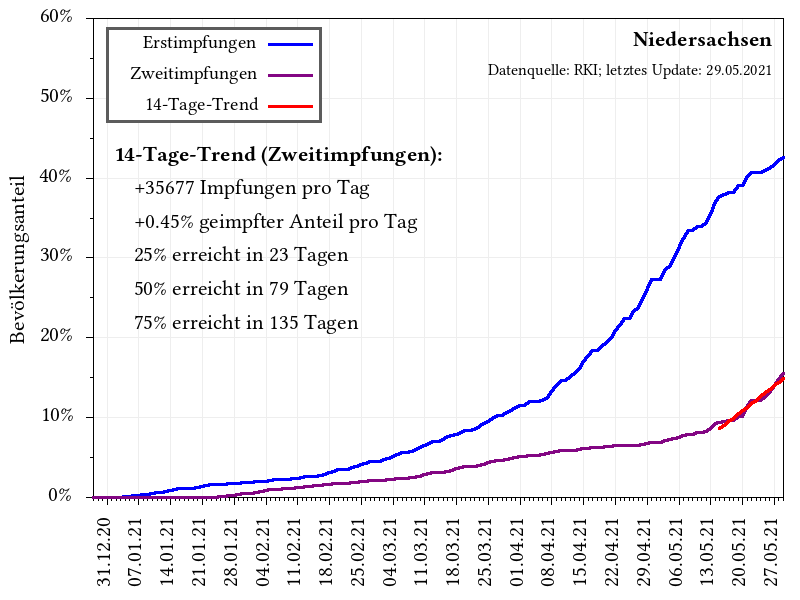 60%
50%
40%
30%
20%
10%
0%
Bevölkerungsanteil
Erstimpfungen
Zweitimpfungen
14-Tage-Trend
Niedersachsen
Datenquelle: RKI; letztes Update: 29.05.2021
14-Tage-Trend (Zweitimpfungen):
+35677 Impfungen pro Tag
+0.45% geimpfter Anteil pro Tag
25% erreicht in 23 Tagen
50% erreicht in 79 Tagen
75% erreicht in 135 Tagen
31.12.20
07.01.21
14.01.21
21.01.21
28.01.21
04.02.21
11.02.21
18.02.21
25.02.21
04.03.21
11.03.21
18.03.21
25.03.21
01.04.21
08.04.21
15.04.21
22.04.21
29.04.21
06.05.21
13.05.21
20.05.21
27.05.21